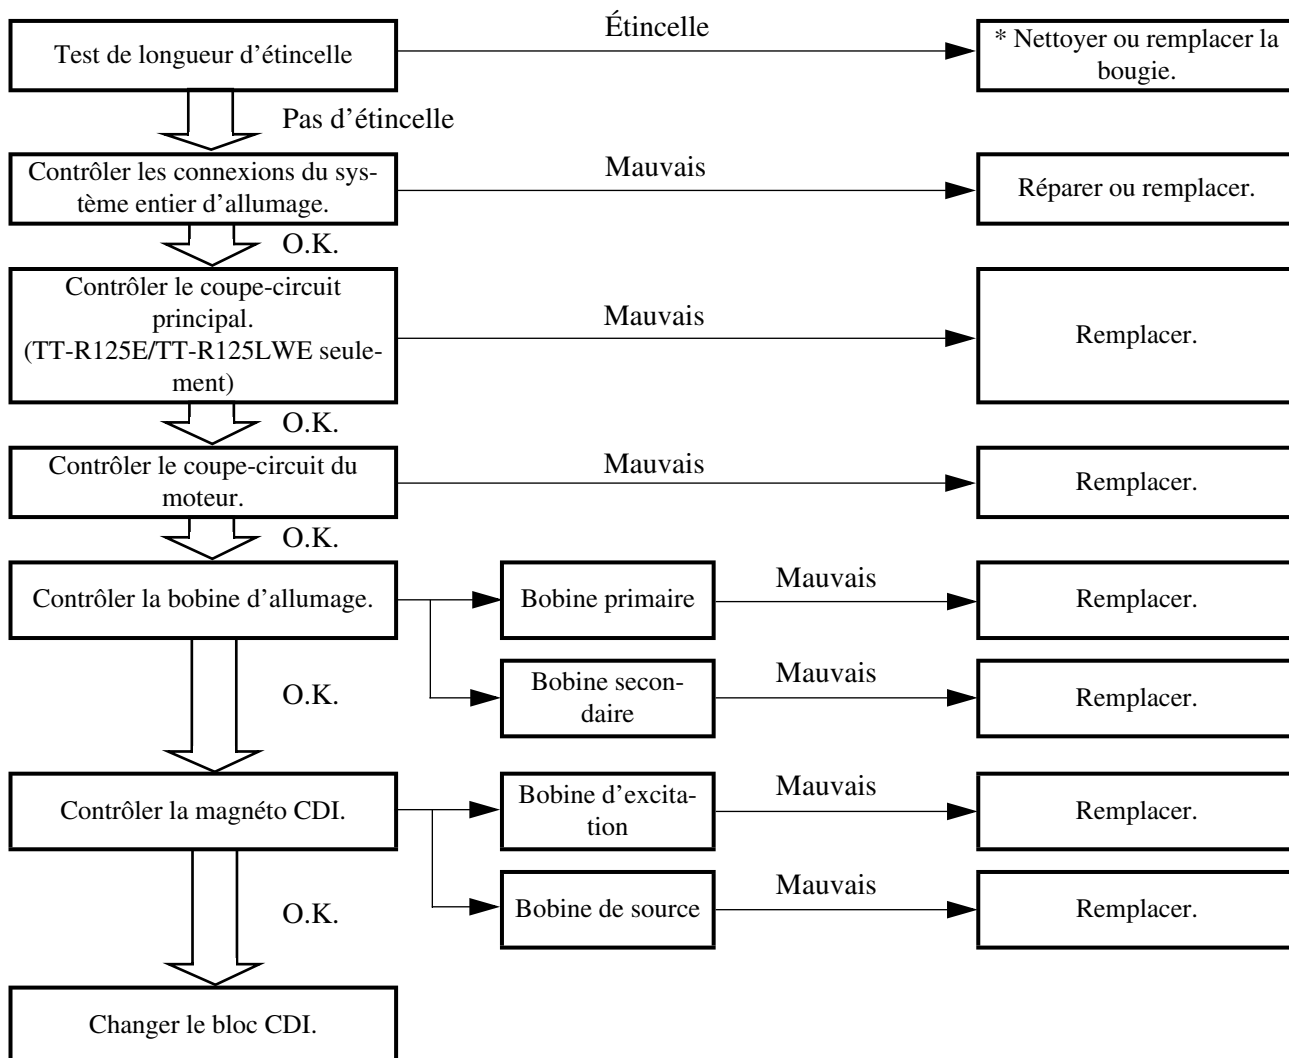 Étincelle
Test de longueur d’étincelle
* Nettoyer ou remplacer la
bougie.
Pas d’étincelle
Contrôler les connexions du sys-
tème entier d’allumage.
Mauvais
Réparer ou remplacer.
O.K.
Contrôler le coupe-circuit
principal.
(TT-R125E/TT-R125LWE seule-
ment)
Mauvais
Remplacer.
O.K.
Contrôler le coupe-circuit du
moteur.
Mauvais
Remplacer.
O.K.
Contrôler la bobine d’allumage.
Bobine primaire
Mauvais
Remplacer.
Bobine secon-
daire
Mauvais
Remplacer.
O.K.
Contrôler la magnéto CDI.
Bobine d’excita-
tion
Mauvais
Remplacer.
Bobine de source
Mauvais
Remplacer.
O.K.
Changer le bloc CDI.